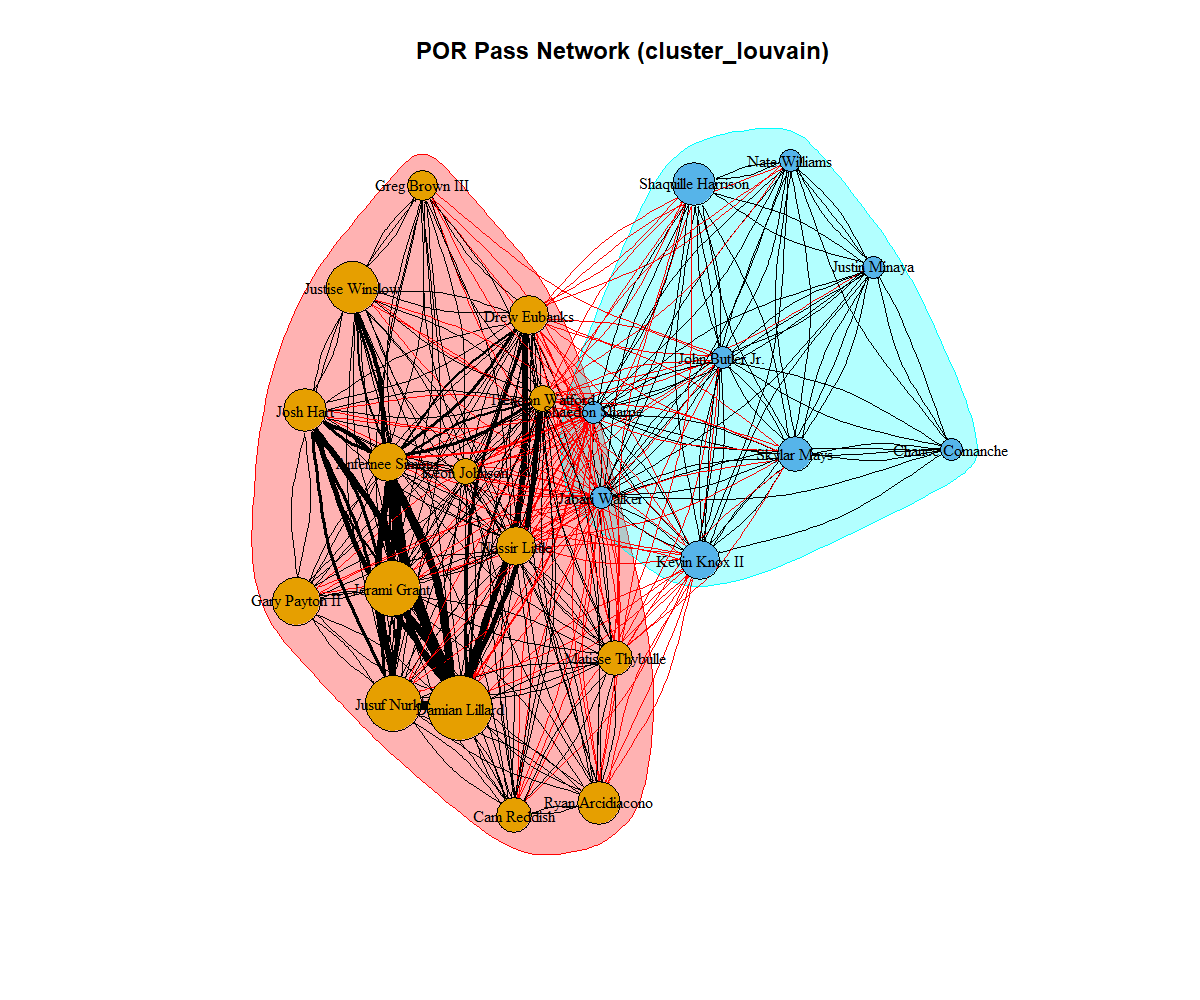 POR Pass Network (cluster_louvain)
Nate Williams
Shaquille Harrison
Greg Brown III
Justin Minaya
Justise Winslow
Drew Eubanks
John Butler Jr.
Trendon Watford
Shaedon Sharpe
Josh Hart
Chance Comanche
Skylar Mays
Anfernee Simons
Keon Johnson
Jabari Walker
Nassir Little
Kevin Knox II
Jerami Grant
Gary Payton II
Matisse Thybulle
Jusuf Nurkic
Damian Lillard
Ryan Arcidiacono
Cam Reddish